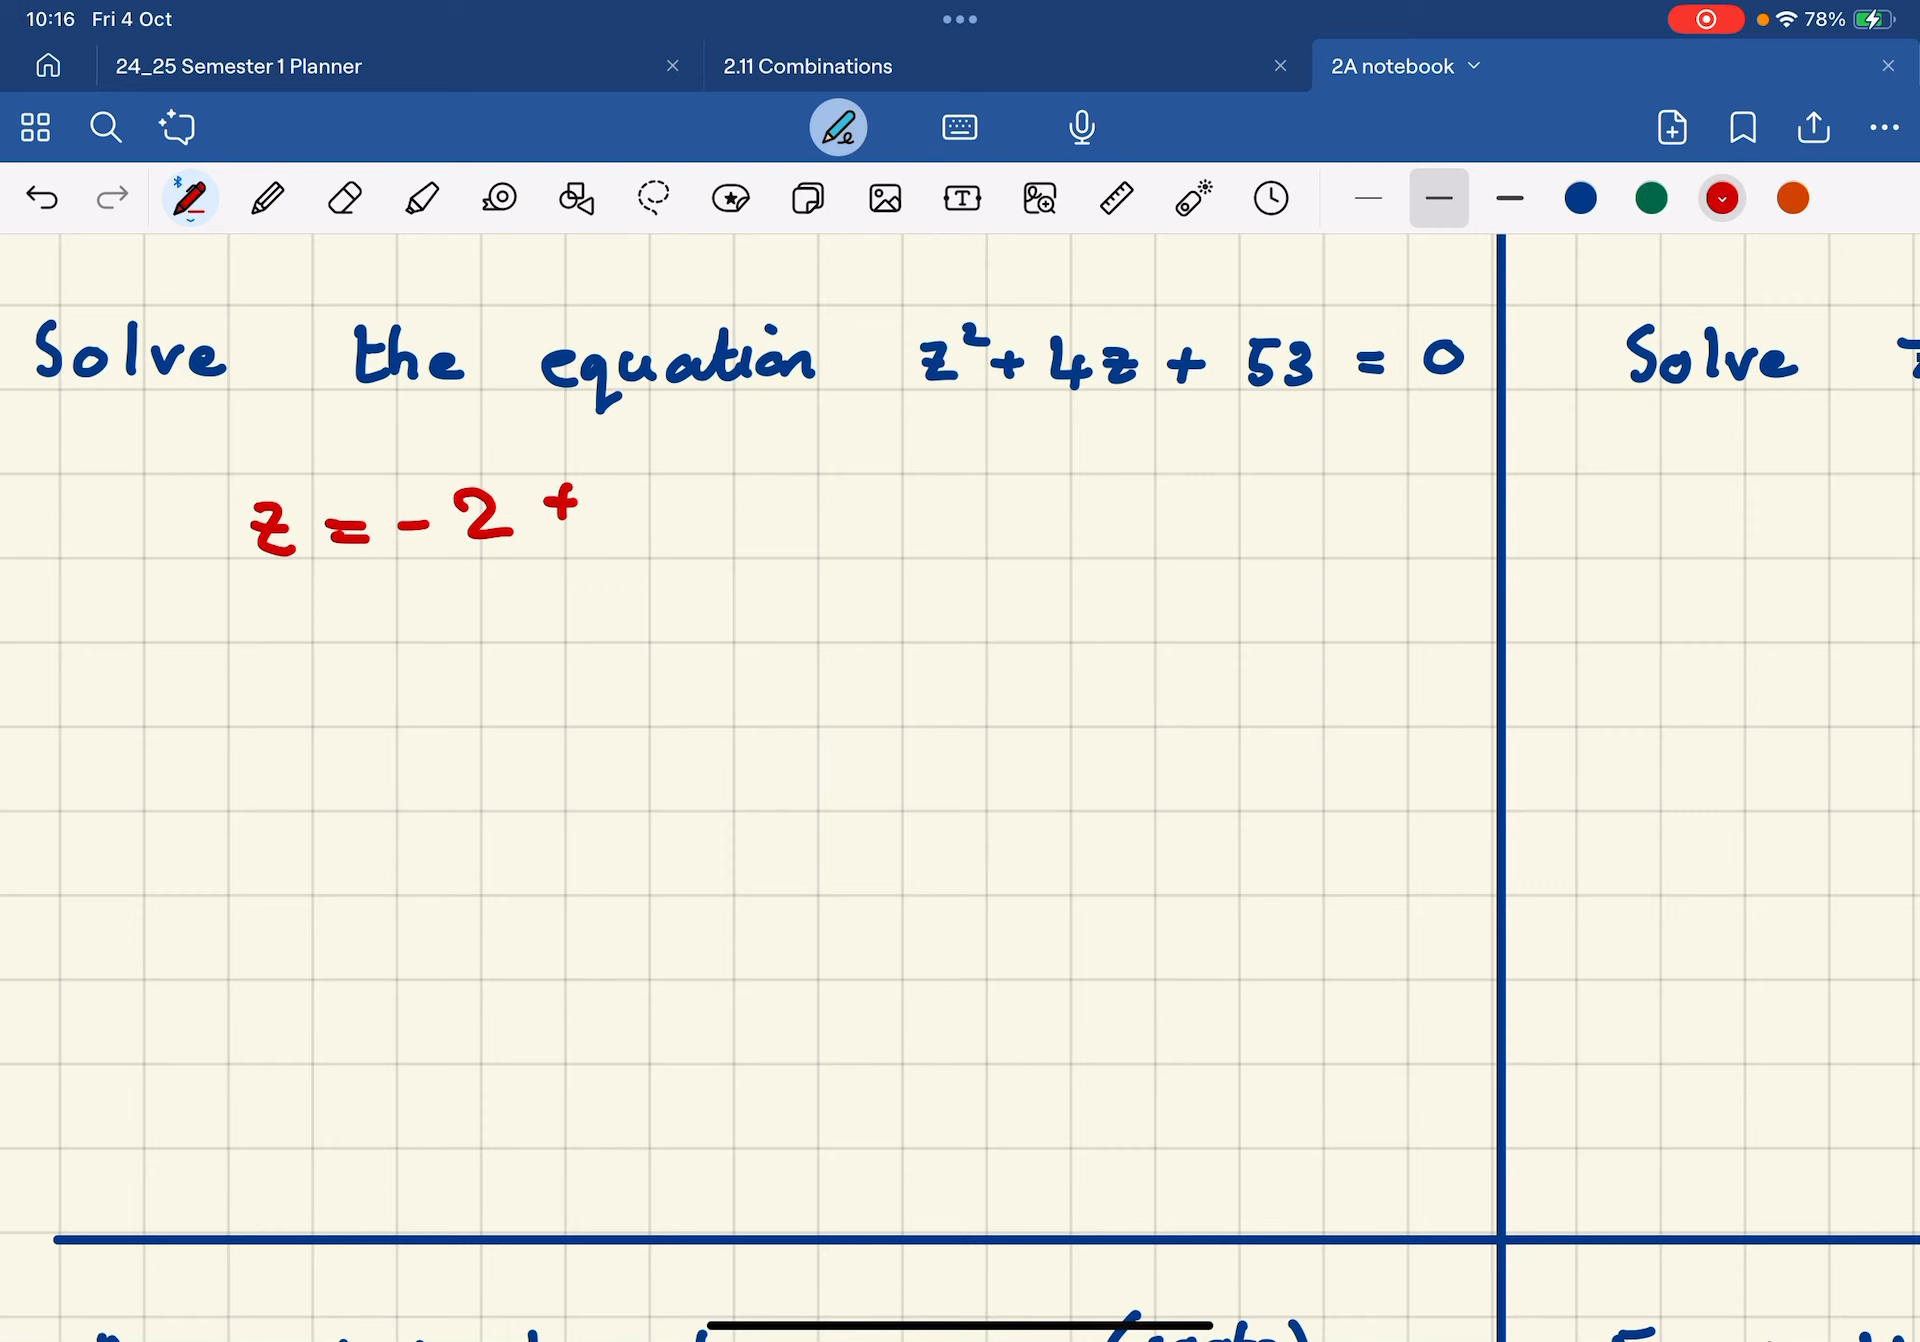 10:16 Fri 4 Oct 78%
24_25 Semester 1 Planner 2.11 Combinations 2A notebook
Solve the equation z² + 4z + 53 = 0 Solve
z = - 2 +